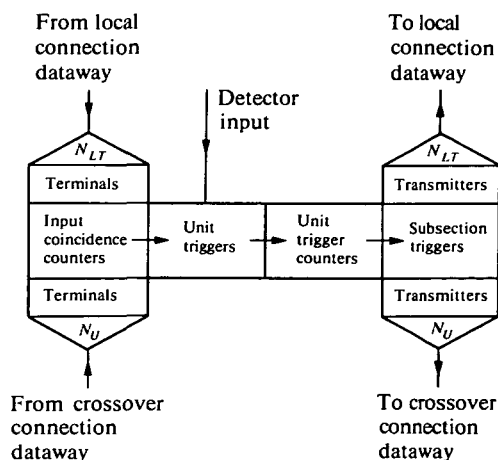 From local
connection
dataway
To local
connection
dataway
Detector
input
N_LT
N_LT
Terminals
Transmitters
Input
coincidence
counters
Unit
triggers
Unit
trigger
counters
Subsection
triggers
Terminals
Transmitters
N_U
N_U
From crossover
connection
dataway
To crossover
connection
dataway